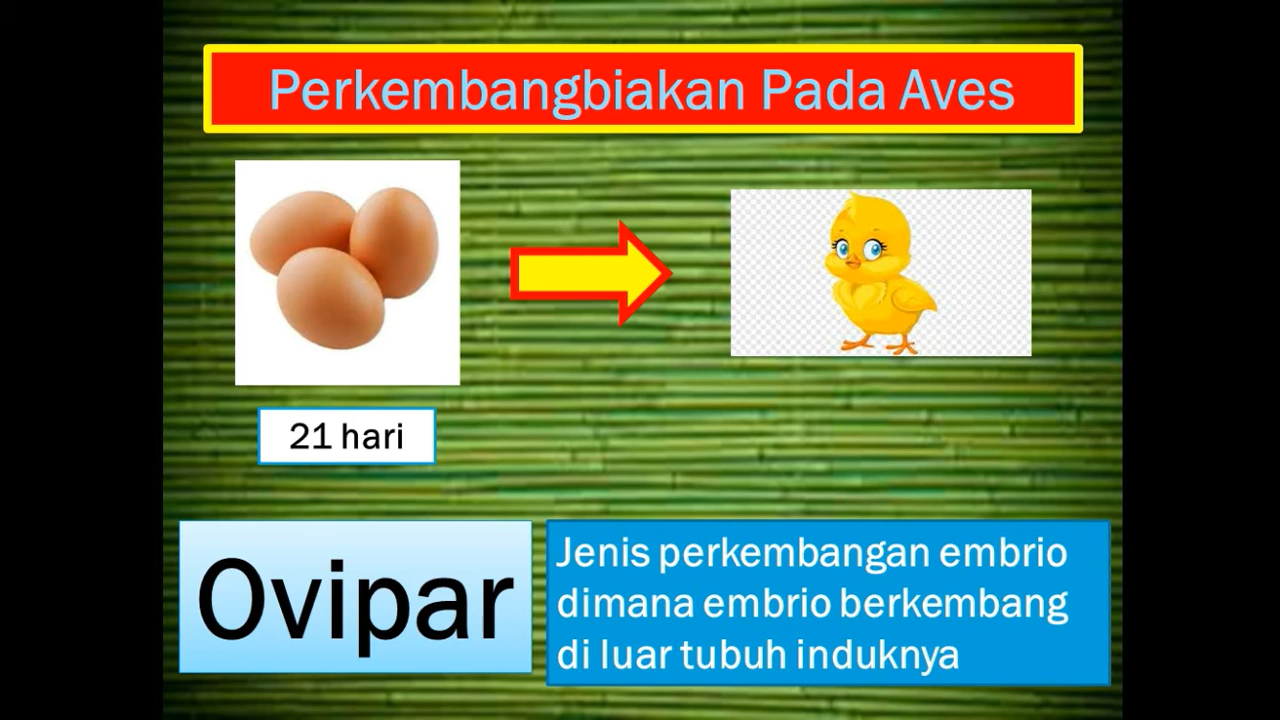 Perkembangbiakan Pada Aves
21 hari
Ovipar
Jenis perkembangan embrio
dimana embrio berkembang
di luar tubuh induknya